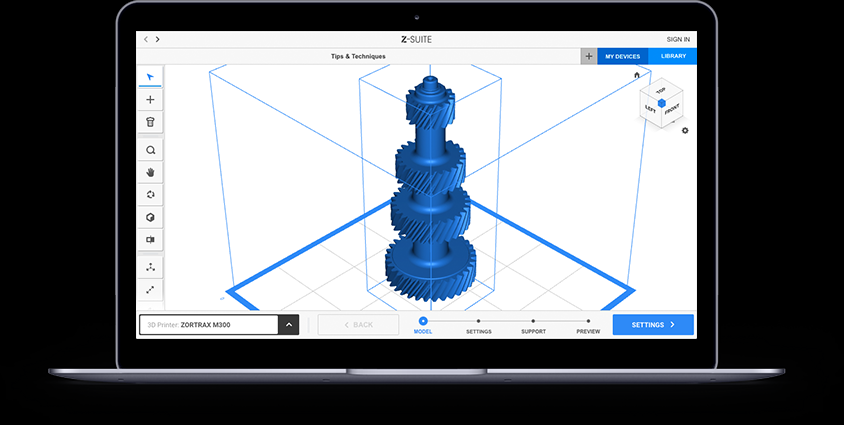 Z-SUITE
SIGN IN
Tips & Techniques
+ MY DEVICES LIBRARY
TOP
LEFT FRONT
3D Printer: ZORTRAX M300
BACK
MODEL SETTINGS SUPPORT PREVIEW
SETTINGS